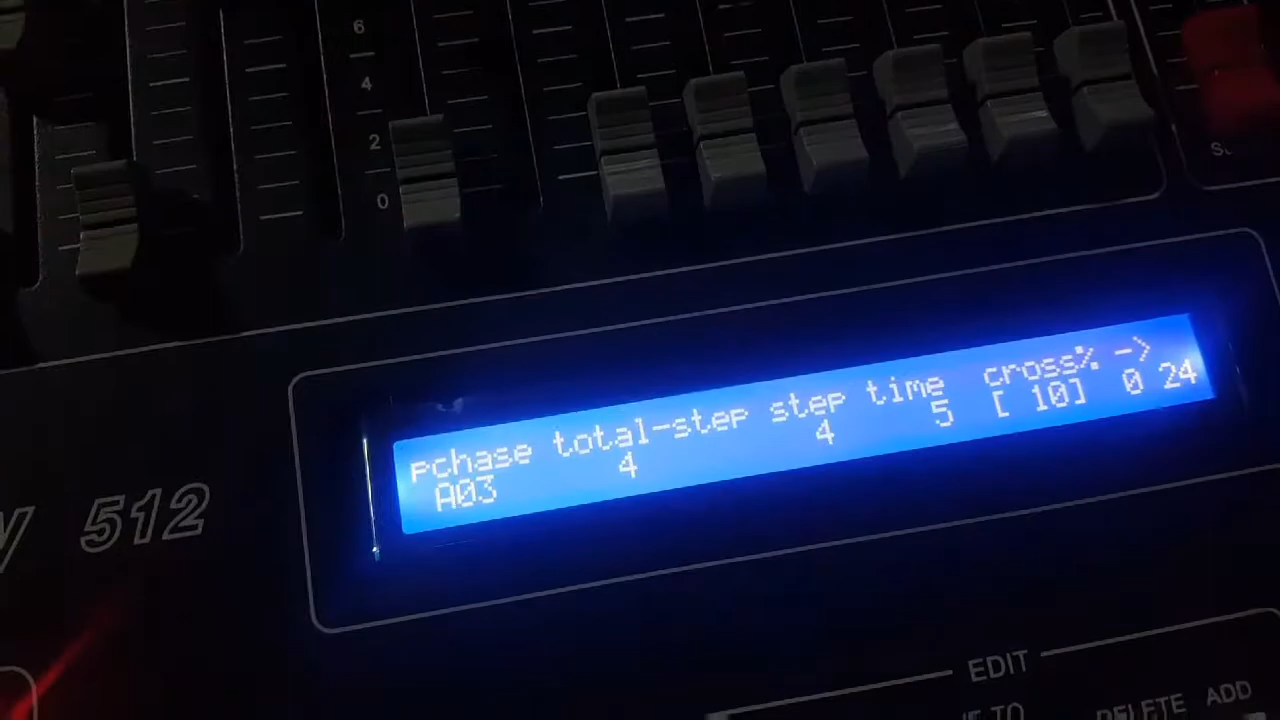 6
4
2
0
pchase total-step step time cross% ->
A03 4 4 5 [ 10] 0 24
512
EDIT
TO
DELETE ADD